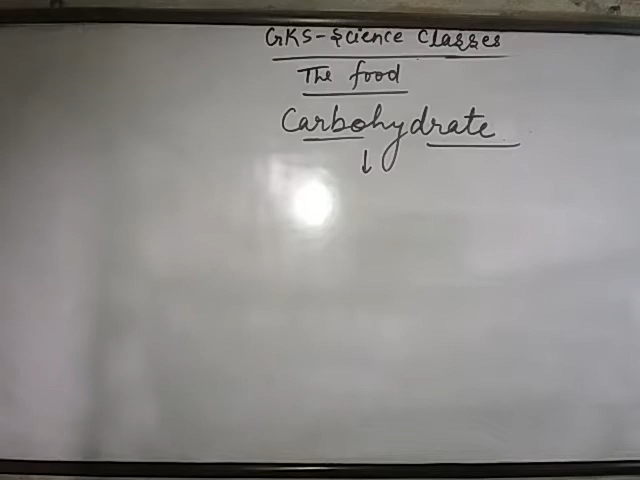 GKS-Science Classes
The food
Carbohydrate
↓